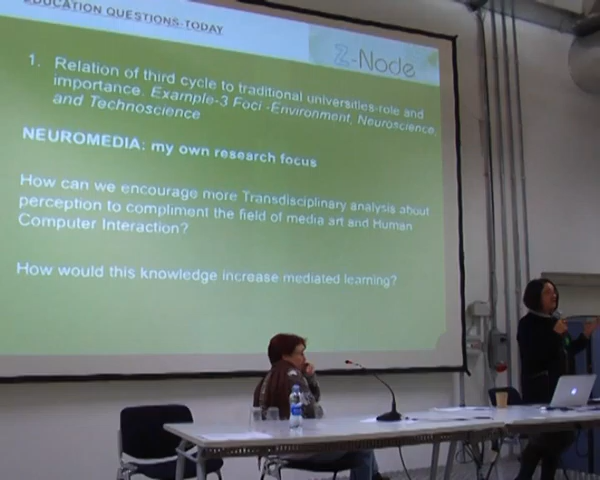 EDUCATION QUESTIONS-TODAY
Z-Node
1. Relation of third cycle to traditional universities-role and
importance. Example-3 Foci -Environment, Neuroscience,
and Technoscience
NEUROMEDIA: my own research focus
How can we encourage more Transdisciplinary analysis about
perception to compliment the field of media art and Human
Computer Interaction?
How would this knowledge increase mediated learning?